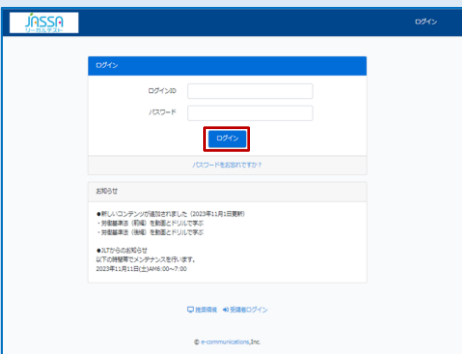 JASSA
リーガルテスト
ログイン
ログイン
ログインID
パスワード
ログイン
パスワードをお忘れですか？
お知らせ
●新しいコンテンツが追加されました（2023年11月1日更新）
・労働基準法（前編）を動画とドリルで学ぶ
・労働基準法（後編）を動画とドリルで学ぶ
●JLTからのお知らせ
以下の時間帯でメンテナンスを行います。
2023年11月11日(土)AM6:00～7:00
推奨環境 受講者ログイン
© e-communications,Inc.